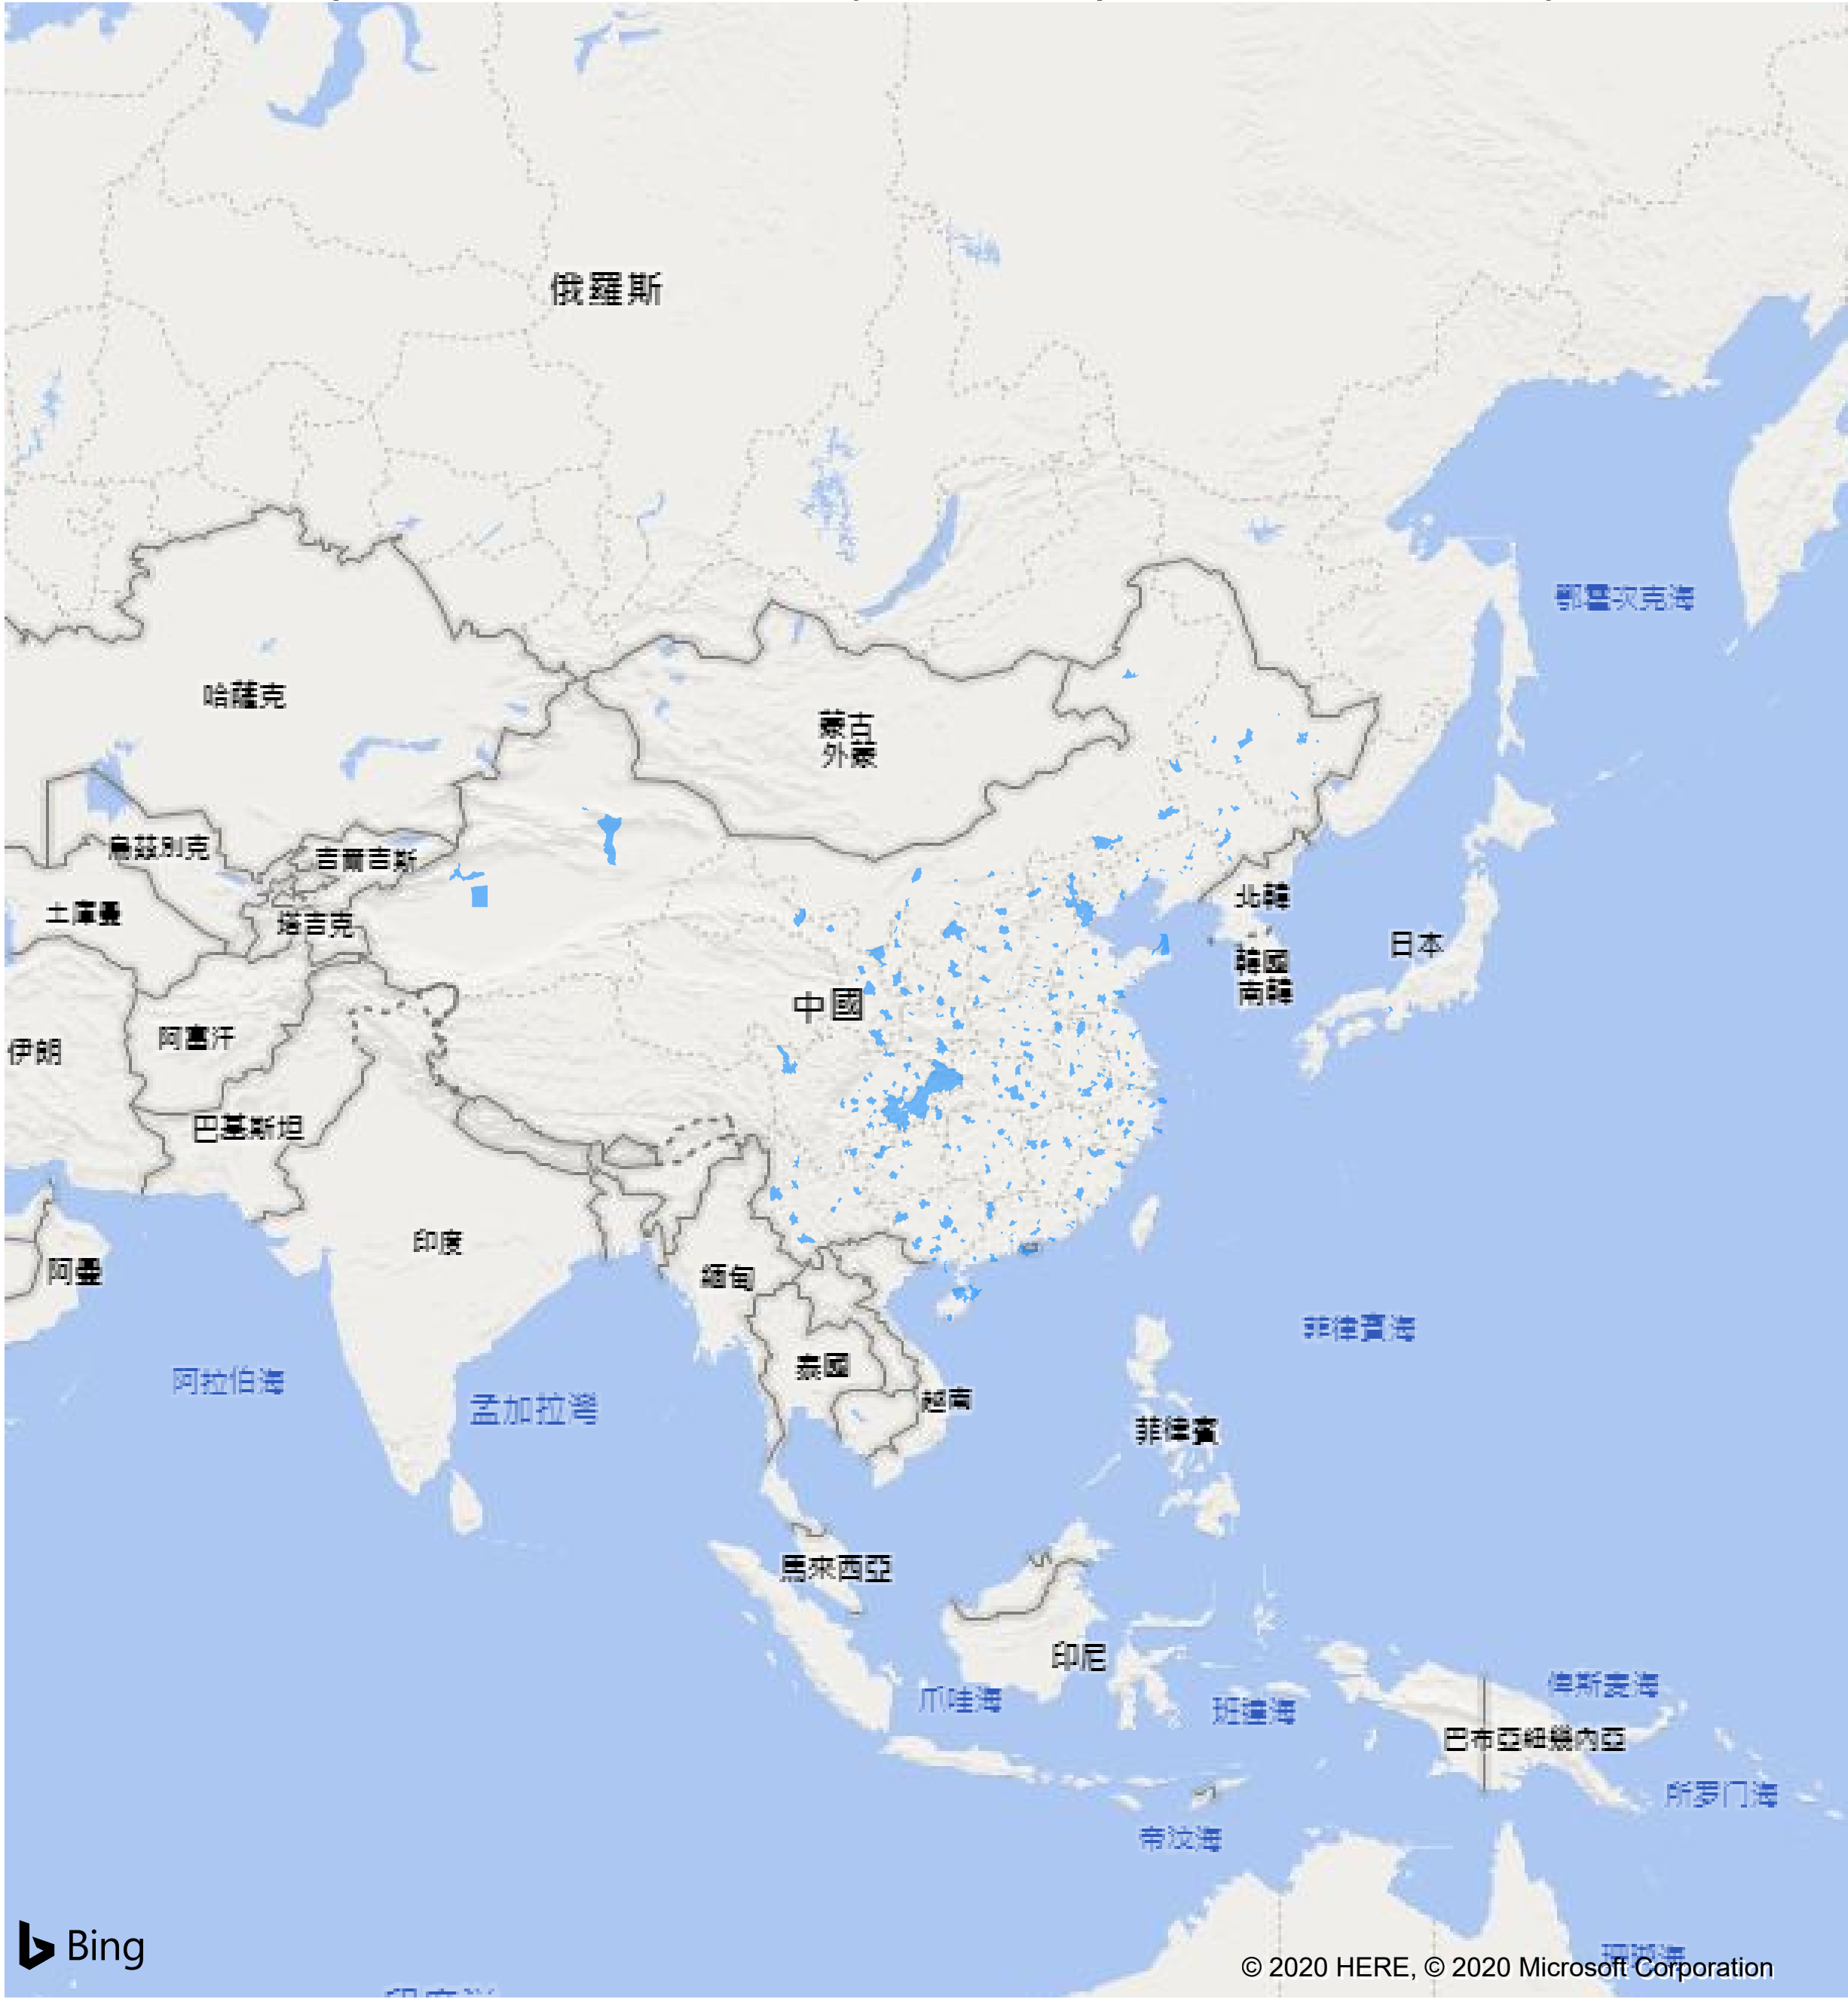 俄羅斯
鄂霍次克海
哈薩克
蒙古
外蒙
烏茲別克
吉爾吉斯
土庫曼
塔吉克
北韓
日本
韓國
南韓
中國
阿富汗
伊朗
巴基斯坦
印度
阿曼
緬甸
菲律賓海
泰國
阿拉伯海
孟加拉灣
越南
菲律賓
馬來西亞
印尼
爪哇海
班達海
俾斯麦海
巴布亞紐幾內亞
所罗门海
帝汶海
珊瑚海
Bing
© 2020 HERE, © 2020 Microsoft Corporation